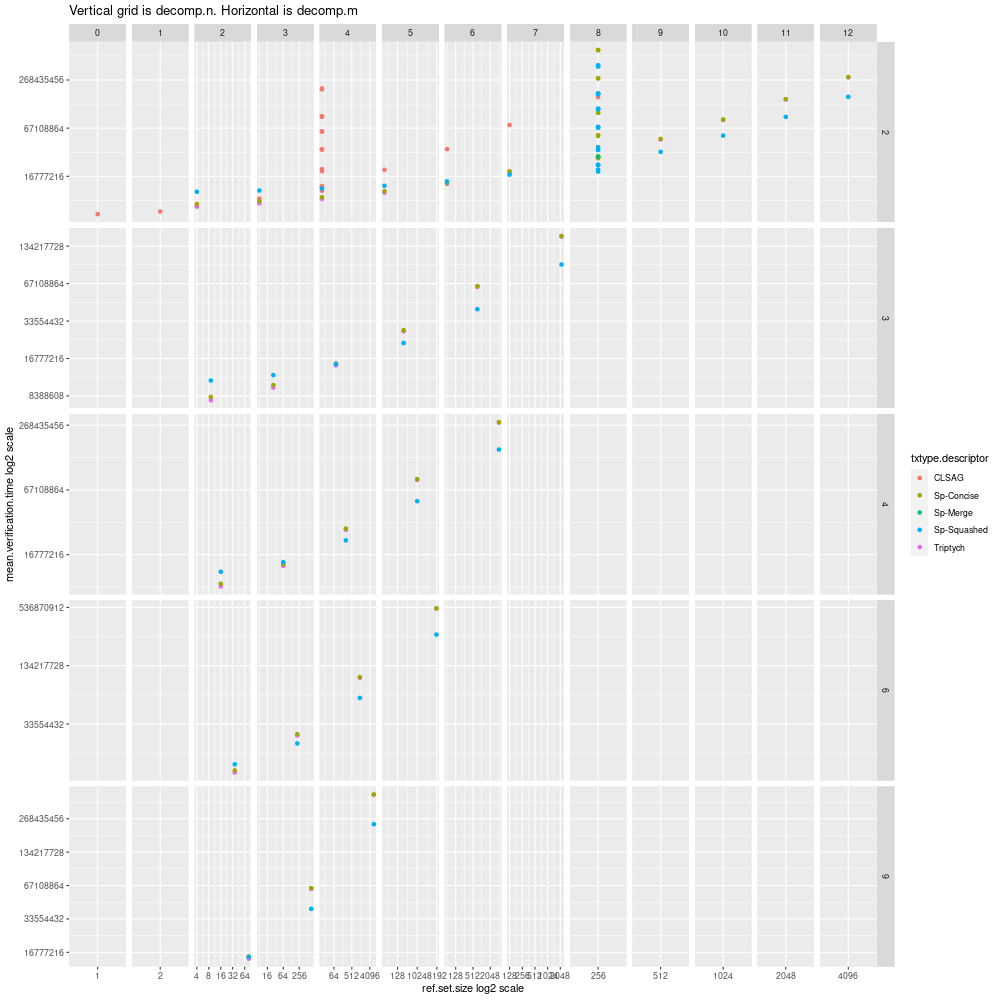 Vertical grid is decomp.n. Horizontal is decomp.m
0 1 2 3 4 5 6 7 8 9 10 11 12
268435456
67108864
16777216
2
134217728
67108864
33554432
16777216
8388608
3
268435456
67108864
16777216
4
536870912
134217728
33554432
6
268435456
134217728
67108864
33554432
16777216
9
1 2 4 8 16 32 64 16 64 256 64 512 4096 128 1024 8192 128 512 2048 128 256 512 1024 2048 256 512 1024 2048 4096
ref.set.size log2 scale
mean.verification.time log2 scale
txtype.descriptor
CLSAG
Sp-Concise
Sp-Merge
Sp-Squashed
Triptych